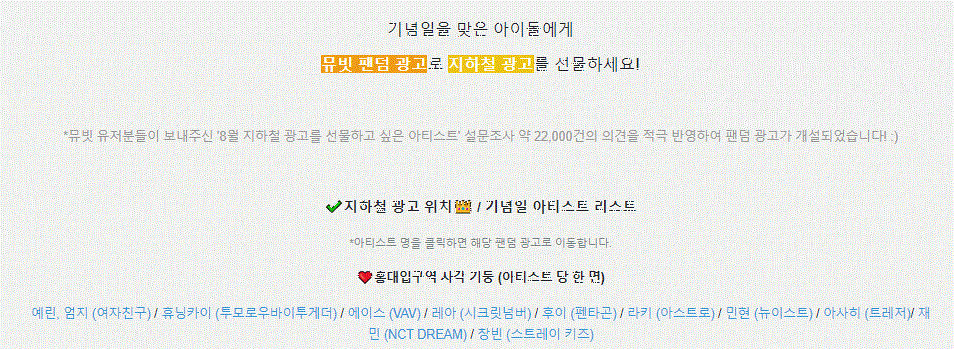 기념일을 맞은 아이돌에게
뮤빗 팬덤 광고로 지하철 광고를 선물하세요!
*뮤빗 유저분들이 보내주신 '8월 지하철 광고를 선물하고 싶은 아티스트' 설문조사 약 22,000건의 의견을 적극 반영하여 팬덤 광고가 개설되었습니다! :)
✔지하철 광고 위치👑 / 기념일 아티스트 리스트
*아티스트 명을 클릭하면 해당 팬덤 광고로 이동합니다.
❤홍대입구역 사각 기둥 (아티스트 당 한 면)
예린, 엄지 (여자친구) / 휴닝카이 (투모로우바이투게더) / 에이스 (VAV) / 레아 (시크릿넘버) / 후이 (펜타곤) / 라키 (아스트로) / 민현 (뉴이스트) / 아사히 (트레저)/ 재
민 (NCT DREAM) / 창빈 (스트레이 키즈)